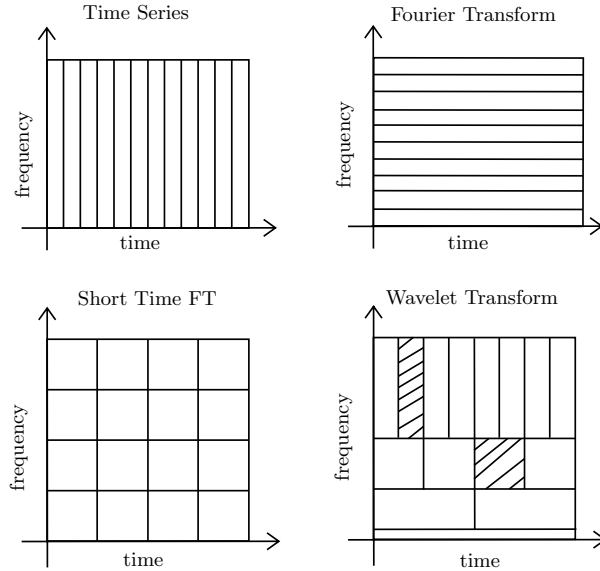 Time Series
frequency
time
Fourier Transform
frequency
time
Short Time FT
frequency
time
Wavelet Transform
frequency
time